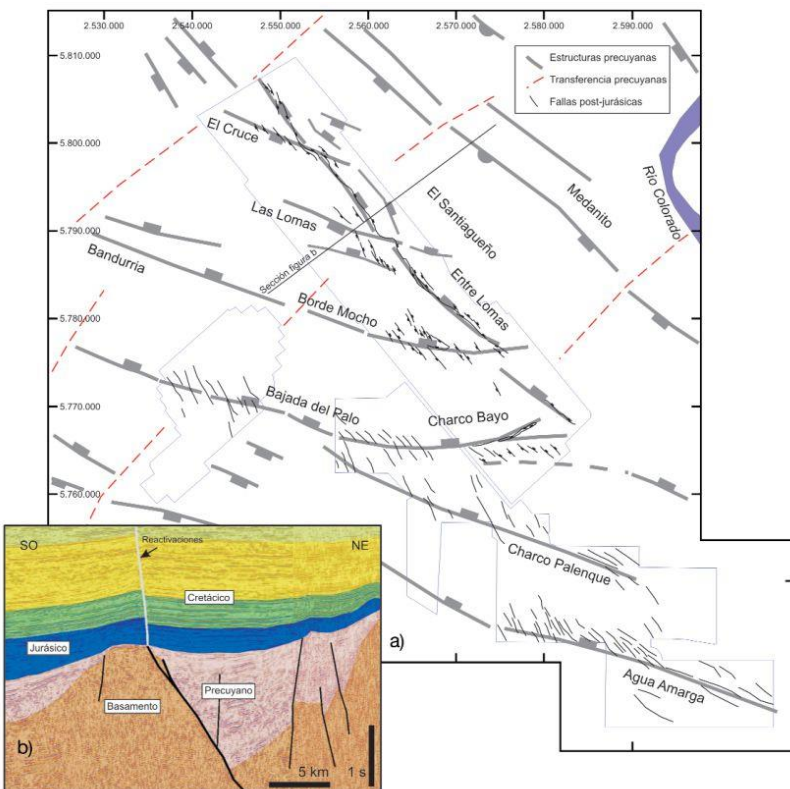 2.530.000
2.540.000
2.550.000
2.560.000
2.570.000
2.580.000
2.590.000
5.810.000
5.800.000
5.790.000
5.780.000
5.770.000
5.760.000
Estructuras precuyanas
Transferencia precuyanas
Fallas post-jurásicas
El Cruce
Las Lomas
Bandurria
Sección figura b
El Santiagueño
Medanito
Río Colorado
Entre Lomas
Borde Mocho
Bajada del Palo
Charco Bayo
Charco Palenque
Agua Amarga
a)
SO
NE
Reactivaciones
Cretácico
Jurásico
Precuyano
Basamento
b)
5 km
1 s